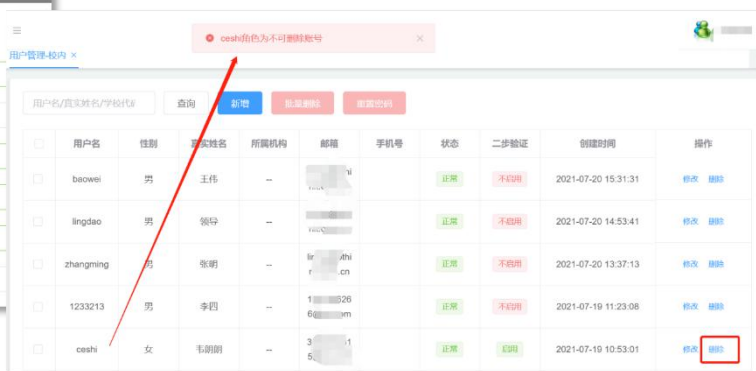 ceshi角色为不可删除账号
用户管理-校内 ×
用户名/真实姓名/学校代码 查询 新增 批量删除 重置密码
用户名 性别 真实姓名 所属机构 邮箱 手机号 状态 二步验证 创建时间 操作
baowei 男 王伟 -- 正常 不启用 2021-07-20 15:31:31 修改 删除
lingdao 男 领导 -- 正常 不启用 2021-07-20 14:53:41 修改 删除
zhangming 男 张明 -- 正常 不启用 2021-07-20 13:37:13 修改 删除
1233213 男 李四 -- 正常 不启用 2021-07-19 11:23:08 修改 删除
ceshi 女 韦朗朗 -- 正常 启用 2021-07-19 10:53:01 修改 删除